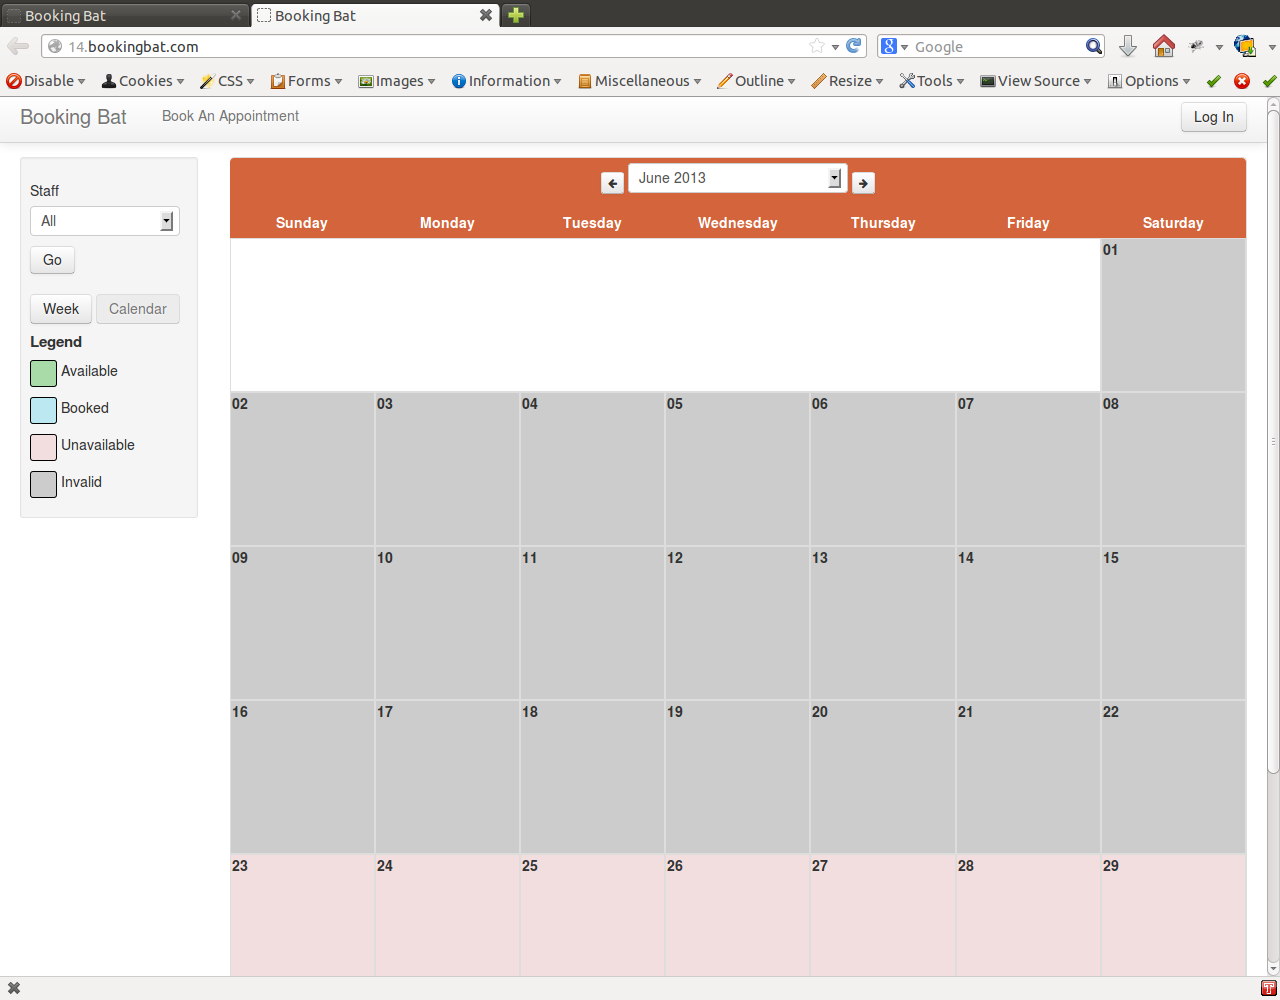 Booking Bat
Booking Bat
14.bookingbat.com
Google
Disable Cookies CSS Forms Images Information Miscellaneous Outline Resize Tools View Source Options
Booking Bat Book An Appointment Log In
Staff
All
Go
Week Calendar
Legend
Available
Booked
Unavailable
Invalid
June 2013
Sunday Monday Tuesday Wednesday Thursday Friday Saturday
01
02 03 04 05 06 07 08
09 10 11 12 13 14 15
16 17 18 19 20 21 22
23 24 25 26 27 28 29